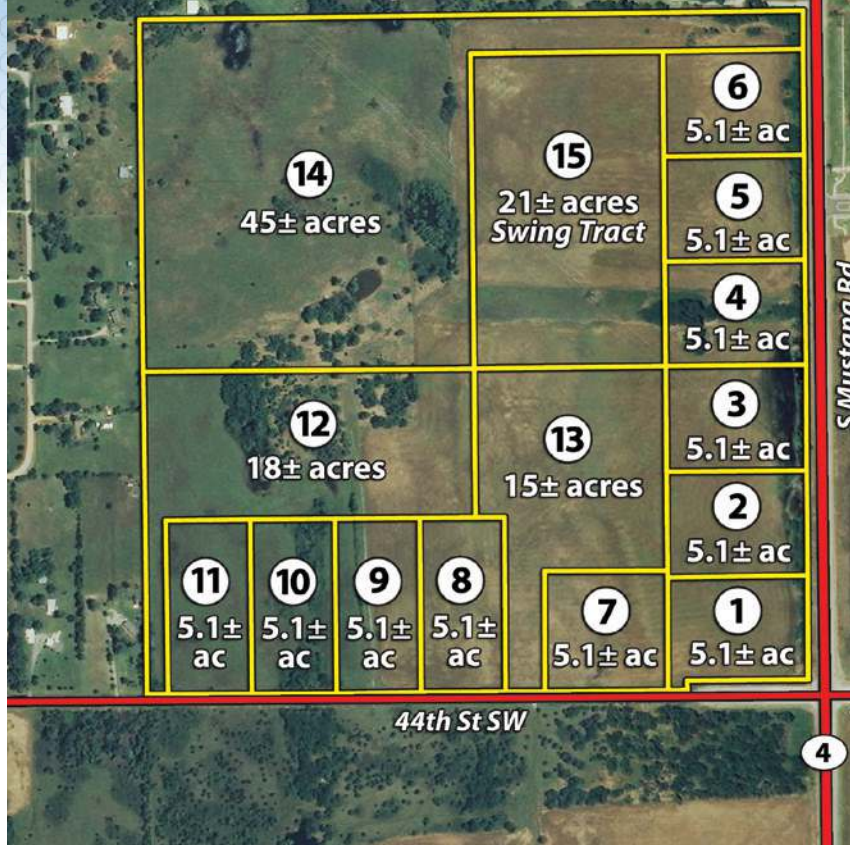 14
45± acres
15
21± acres
Swing Tract
6
5.1± ac
5
5.1± ac
4
5.1± ac
12
18± acres
13
15± acres
3
5.1± ac
2
5.1± ac
11
5.1±
ac
10
5.1±
ac
9
5.1±
ac
8
5.1±
ac
7
5.1± ac
1
5.1± ac
S Mustang Rd
44th St SW
4